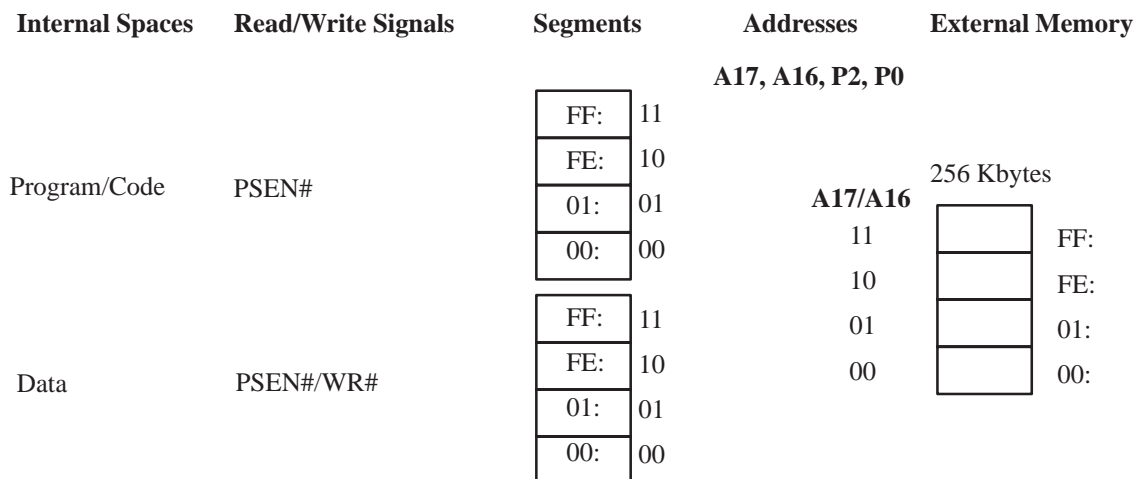 Internal Spaces Read/Write Signals Segments Addresses External Memory
A17, A16, P2, P0
FF: 11
FE: 10
Program/Code PSEN#
01: 01
00: 00
256 Kbytes
A17/A16
11 FF:
10 FE:
01 01:
00 00:
FF: 11
FE: 10
Data PSEN#/WR#
01: 01
00: 00